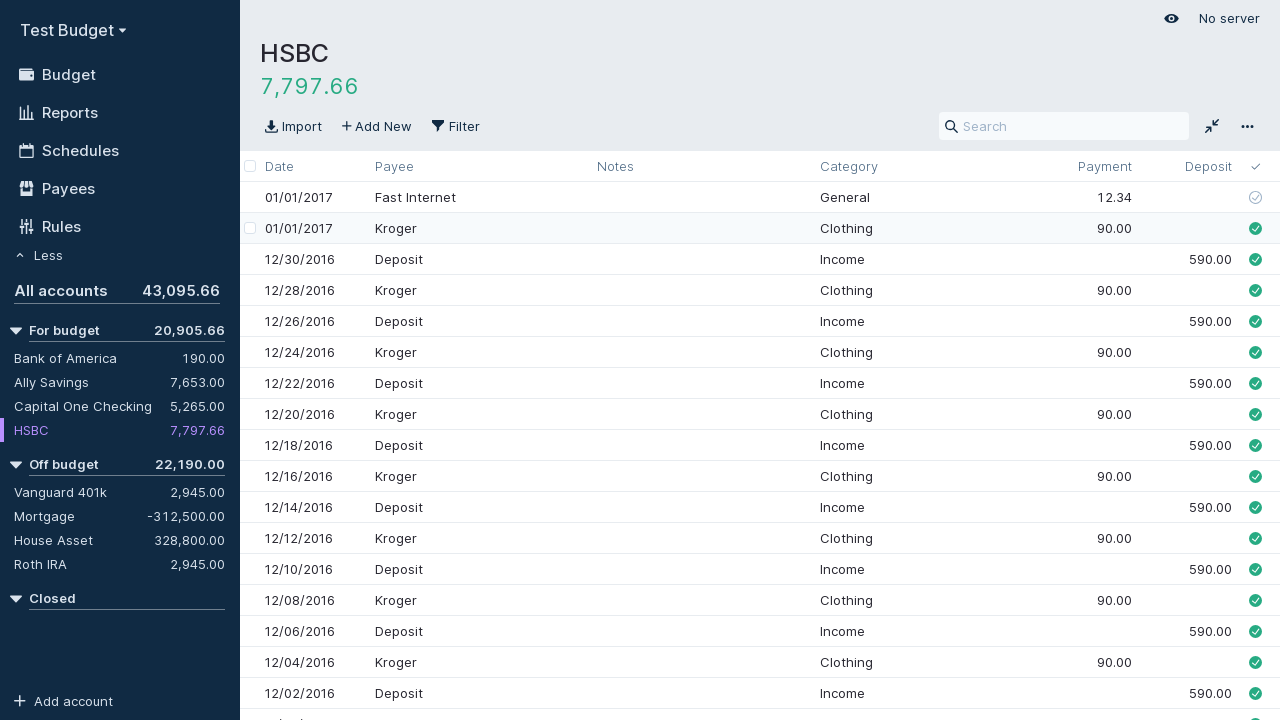 Test Budget
Budget
Reports
Schedules
Payees
Rules
Less
All accounts 43,095.66
For budget 20,905.66
Bank of America 190.00
Ally Savings 7,653.00
Capital One Checking 5,265.00
HSBC 7,797.66
Off budget 22,190.00
Vanguard 401k 2,945.00
Mortgage -312,500.00
House Asset 328,800.00
Roth IRA 2,945.00
Closed
Add account
No server
HSBC
7,797.66
Import Add New Filter Search
Date Payee Notes Category Payment Deposit
01/01/2017 Fast Internet General 12.34
01/01/2017 Kroger Clothing 90.00
12/30/2016 Deposit Income 590.00
12/28/2016 Kroger Clothing 90.00
12/26/2016 Deposit Income 590.00
12/24/2016 Kroger Clothing 90.00
12/22/2016 Deposit Income 590.00
12/20/2016 Kroger Clothing 90.00
12/18/2016 Deposit Income 590.00
12/16/2016 Kroger Clothing 90.00
12/14/2016 Deposit Income 590.00
12/12/2016 Kroger Clothing 90.00
12/10/2016 Deposit Income 590.00
12/08/2016 Kroger Clothing 90.00
12/06/2016 Deposit Income 590.00
12/04/2016 Kroger Clothing 90.00
12/02/2016 Deposit Income 590.00